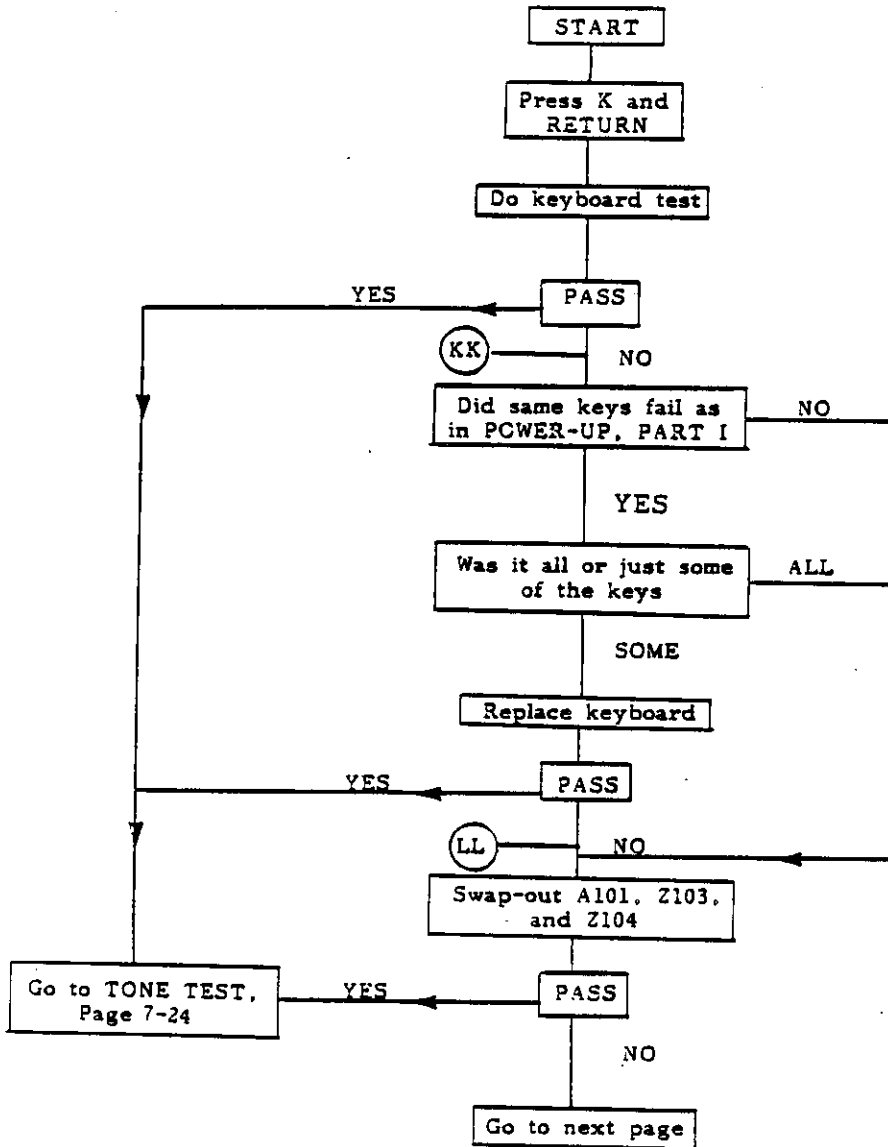 START
Press K and
RETURN
Do keyboard test
YES
PASS
KK
NO
Did same keys fail as
in POWER-UP, PART I
NO
YES
Was it all or just some
of the keys
ALL
SOME
Replace keyboard
YES
PASS
LL
NO
Swap-out A101, Z103,
and Z104
Go to TONE TEST,
Page 7-24
YES
PASS
NO
Go to next page